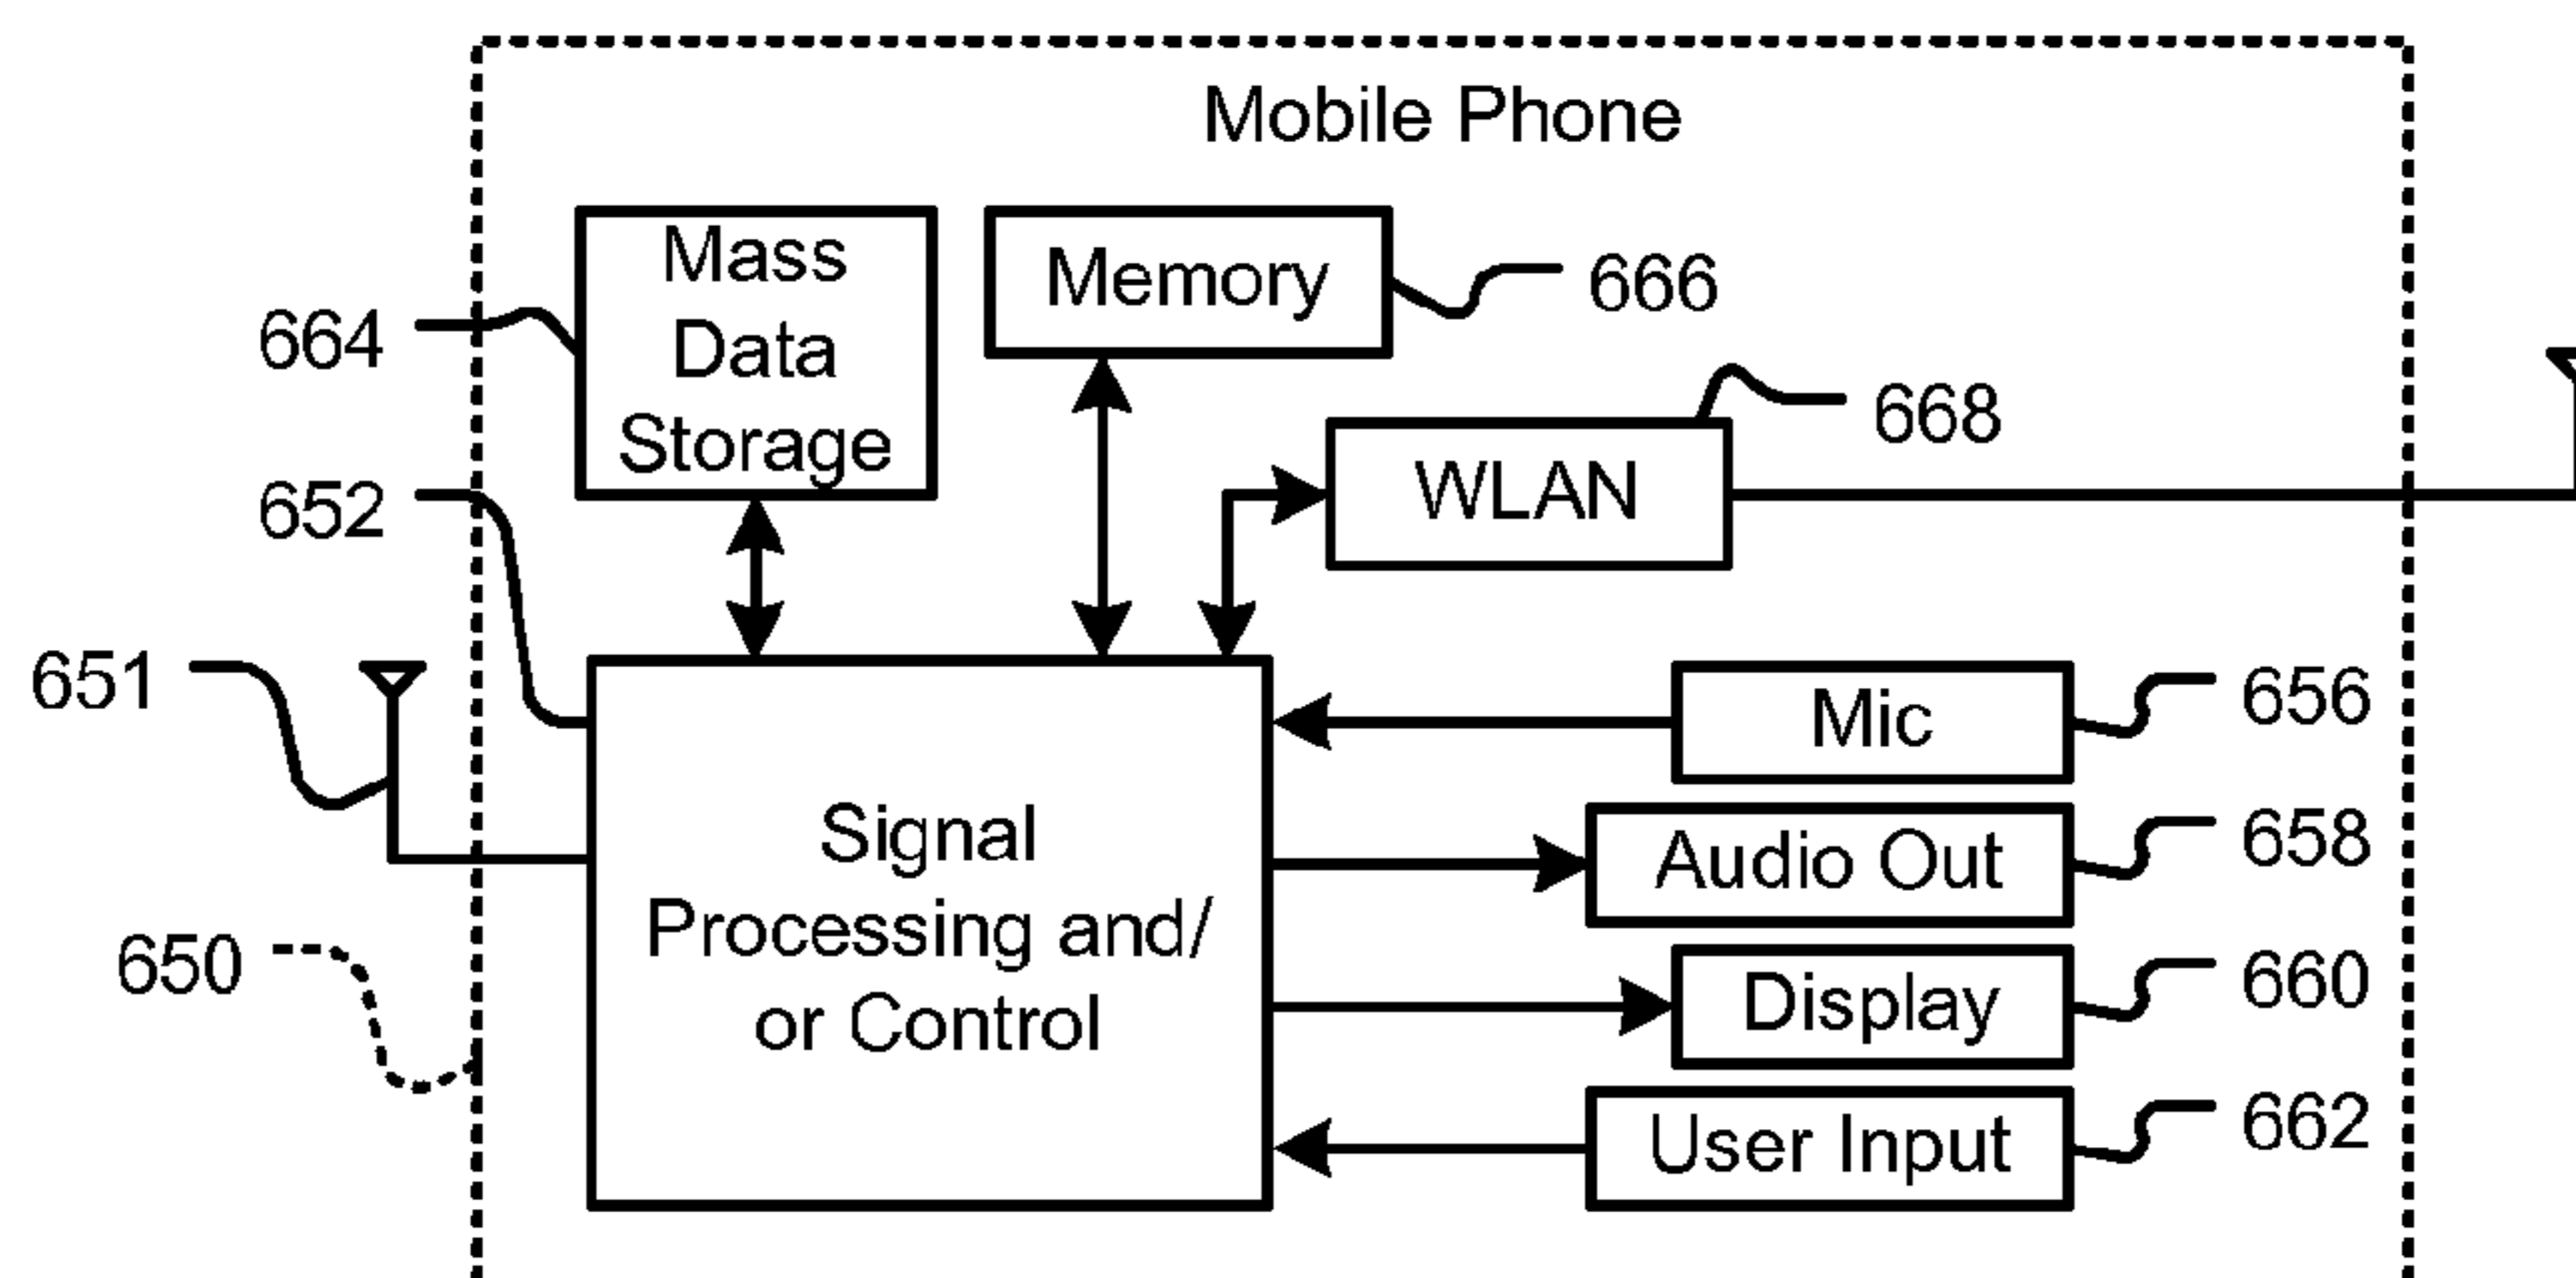 Mobile Phone
Mass
Data
Storage
Memory
666
664
668
WLAN
652
651
Mic
656
Signal
Processing and/
or Control
Audio Out
658
650
Display
660
User Input
662